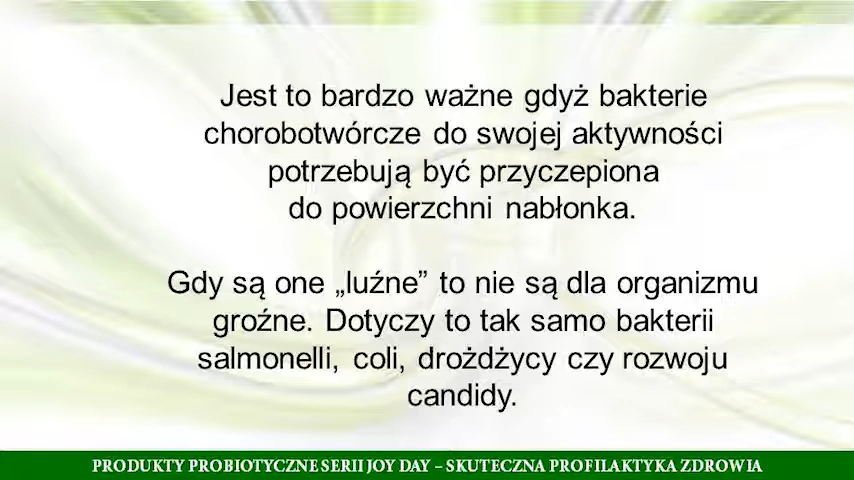 Jest to bardzo ważne gdyż bakterie
chorobotwórcze do swojej aktywności
potrzebują być przyczepiona
do powierzchni nabłonka.
Gdy są one „luźne” to nie są dla organizmu
groźne. Dotyczy to tak samo bakterii
salmonelli, coli, drożdżycy czy rozwoju
candidy.
PRODUKTY PROBIOTYCZNE SERII JOY DAY – SKUTECZNA PROFILAKTYKA ZDROWIA